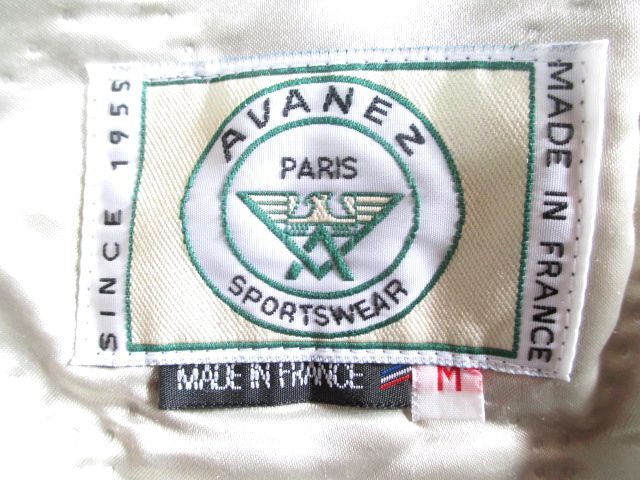 SINCE 1955
AVANEZ
PARIS
SPORTSWEAR
MADE IN FRANCE
MADE IN FRANCE
M